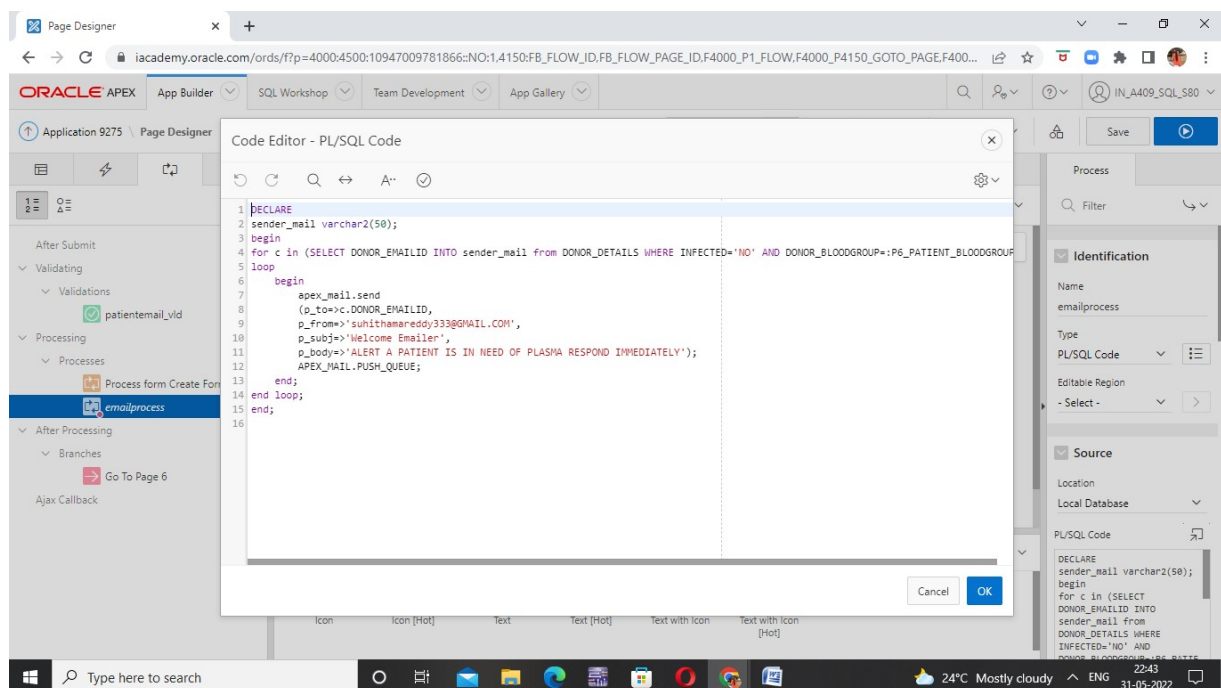 Page Designer
iacademy.oracle.com/ords/f?p=4000:4500:10947009781866::NO:1,4150:FB_FLOW_ID,FB_FLOW_PAGE_ID,F4000_P1_FLOW,F4000_P4150_GOTO_PAGE,F400...
ORACLE APEX App Builder SQL Workshop Team Development App Gallery IN_A409_SQL_S80
Application 9275 \ Page Designer
Save
Code Editor - PL/SQL Code
Process
Filter
After Submit
Validating
Validations
patientemail_vld
Processing
Processes
Process form Create For
emailprocess
After Processing
Branches
Go To Page 6
Ajax Callback
1 DECLARE
2 sender_mail varchar2(50);
3 begin
4 for c in (SELECT DONOR_EMAILID INTO sender_mail from DONOR_DETAILS WHERE INFECTED='NO' AND DONOR_BLOODGROUP=:P6_PATIENT_BLOODGROUP
5 loop
6 begin
7 apex_mail.send
8 (p_to=>c.DONOR_EMAILID,
9 p_from=>'suhithamareddy333@GMAIL.COM',
10 p_subj=>'Welcome Emailer',
11 p_body=>'ALERT A PATIENT IS IN NEED OF PLASMA RESPOND IMMEDIATELY');
12 APEX_MAIL.PUSH_QUEUE;
13 end;
14 end loop;
15 end;
16
Cancel OK
Icon Icon [Hot] Text Text [Hot] Text with Icon Text with Icon
[Hot]
Identification
Name
emailprocess
Type
PL/SQL Code
Editable Region
- Select -
Source
Location
Local Database
PL/SQL Code
DECLARE
sender_mail varchar2(50);
begin
for c in (SELECT
DONOR_EMAILID INTO
sender_mail from
DONOR_DETAILS WHERE
INFECTED='NO' AND
Type here to search
24°C Mostly cloudy ENG 22:43
31-05-2022